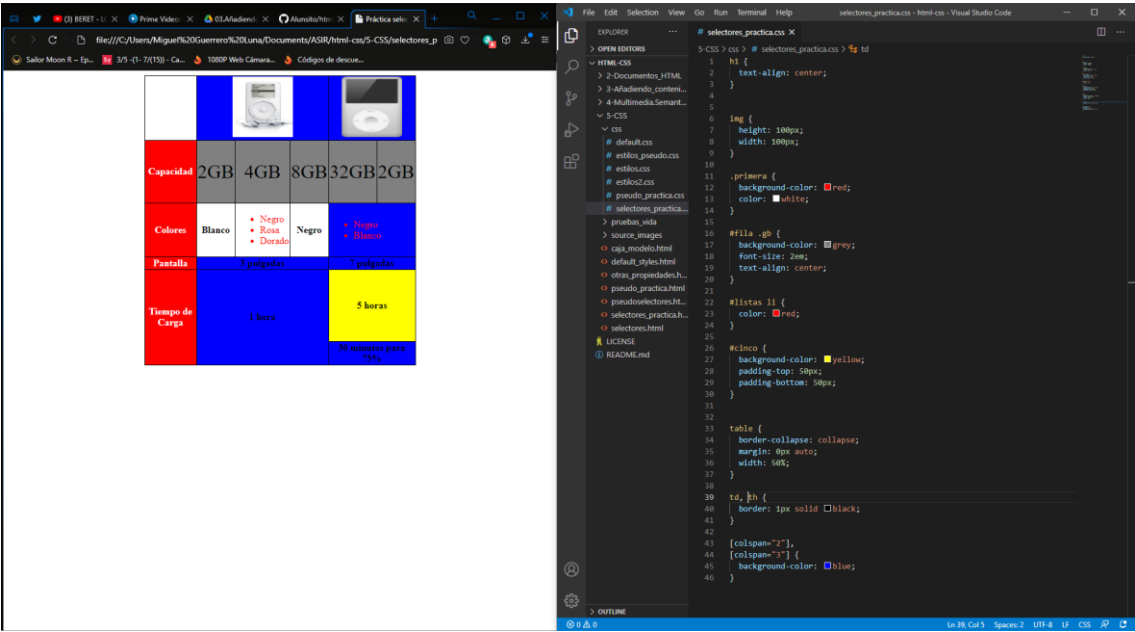 (1) BERET - L
Prime Video:
03.Añadiend
Alunsito/htm
Práctica sele
file:///C:/Users/Miguel%20Guerrero%20Luna/Documents/ASIR/html-css/5-CSS/selectores_p
Sailor Moon R – Ep...
Sy 3/5 -(1- 7/(15)) - Ca...
1080P Web Cámara...
Códigos de descue...
Capacidad 2GB 4GB 8GB 32GB 2GB
Colores Blanco
Negro
Rosa
Dorado
Negro
Negro
Blanco
Pantalla 3 pulgadas 7 pulgadas
Tiempo de
Carga
1 hora
5 horas
30 minutos para
75%
File Edit Selection View Go Run Terminal Help selectores_practica.css - html-css - Visual Studio Code
EXPLORER ...
OPEN EDITORS
HTML-CSS
2-Documentos_HTML
3-Añadiendo_conteni...
4-Multimedia.Semant...
5-CSS
css
# default.css
# estilos_pseudo.css
# estilos.css
# estilos2.css
# pseudo_practica.css
# selectores_practica...
pruebas_vida
source_images
caja_modelo.html
default_styles.html
otras_propiedades.h...
pseudo_practica.html
pseudoselectores.ht...
selectores_practica.h...
selectores.html
LICENSE
README.md
OUTLINE
# selectores_practica.css ×
5-CSS > css > # selectores_practica.css > td
1 h1 {
2 text-align: center;
3 }
4
5
6 img {
7 height: 100px;
8 width: 100px;
9 }
10
11 .primera {
12 background-color: red;
13 color: white;
14 }
15
16 #fila .gb {
17 background-color: grey;
18 font-size: 2em;
19 text-align: center;
20 }
21
22 #listas li {
23 color: red;
24 }
25
26 #cinco {
27 background-color: yellow;
28 padding-top: 50px;
29 padding-bottom: 50px;
30 }
31
32
33 table {
34 border-collapse: collapse;
35 margin: 0px auto;
36 width: 50%;
37 }
38
39 td, th {
40 border: 1px solid black;
41 }
42
43 [colspan="2"],
44 [colspan="3"] {
45 background-color: blue;
46 }
0 0 Ln 39, Col 5 Spaces: 2 UTF-8 LF CSS